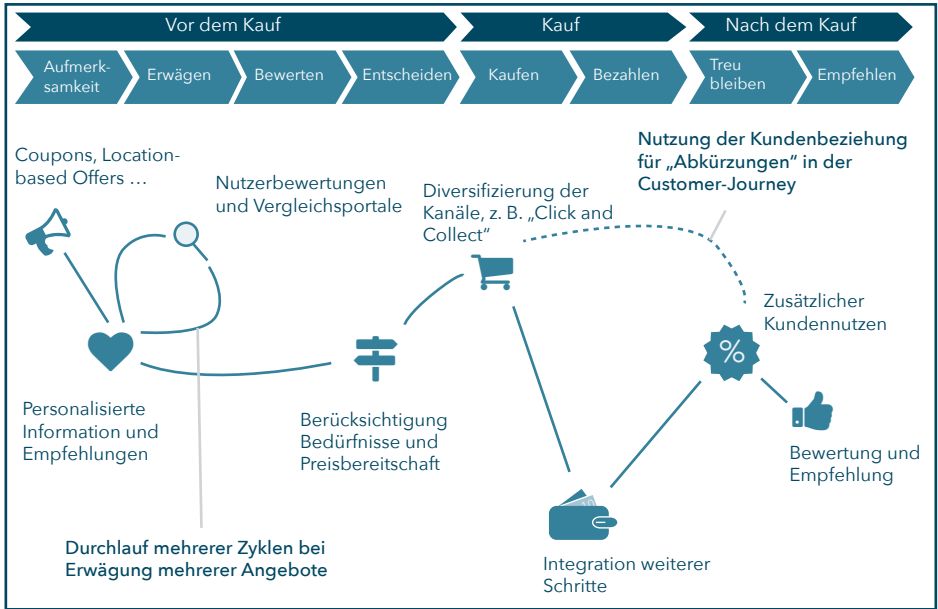 Vor dem Kauf
Kauf
Nach dem Kauf
Aufmerk-
samkeit
Erwägen
Bewerten
Entscheiden
Kaufen
Bezahlen
Treu
bleiben
Empfehlen
Coupons, Location-
based Offers …
Nutzerbewertungen
und Vergleichsportale
Diversifizierung der
Kanäle, z. B. „Click and
Collect“
Nutzung der Kundenbeziehung
für „Abkürzungen“ in der
Customer-Journey
Zusätzlicher
Kundennutzen
%
Personalisierte
Information und
Empfehlungen
Berücksichtigung
Bedürfnisse und
Preisbereitschaft
Bewertung und
Empfehlung
Durchlauf mehrerer Zyklen bei
Erwägung mehrerer Angebote
Integration weiterer
Schritte